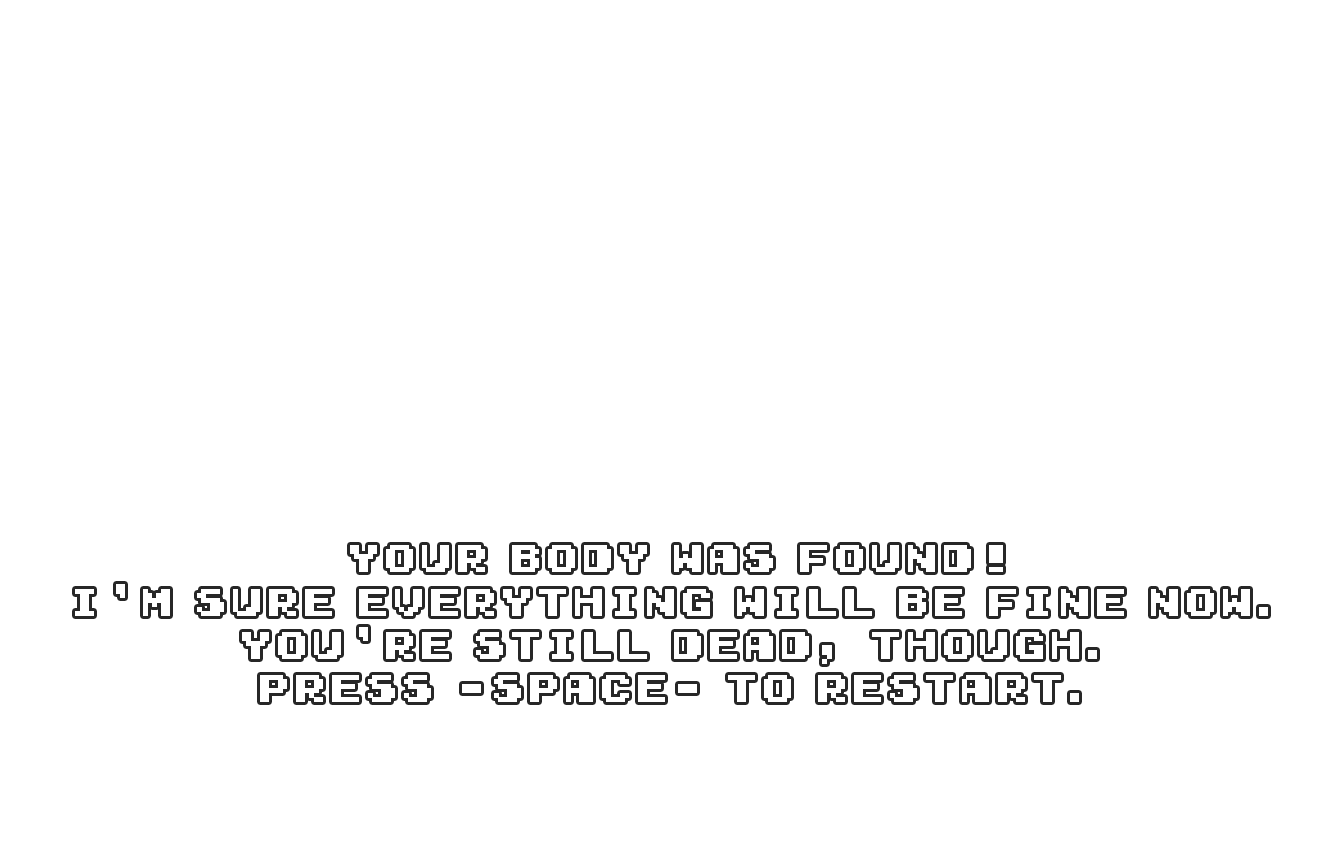 YOUR BODY WAS FOUND!
I'M SURE EVERYTHING WILL BE FINE NOW.
YOU'RE STILL DEAD, THOUGH.
PRESS -SPACE- TO RESTART.